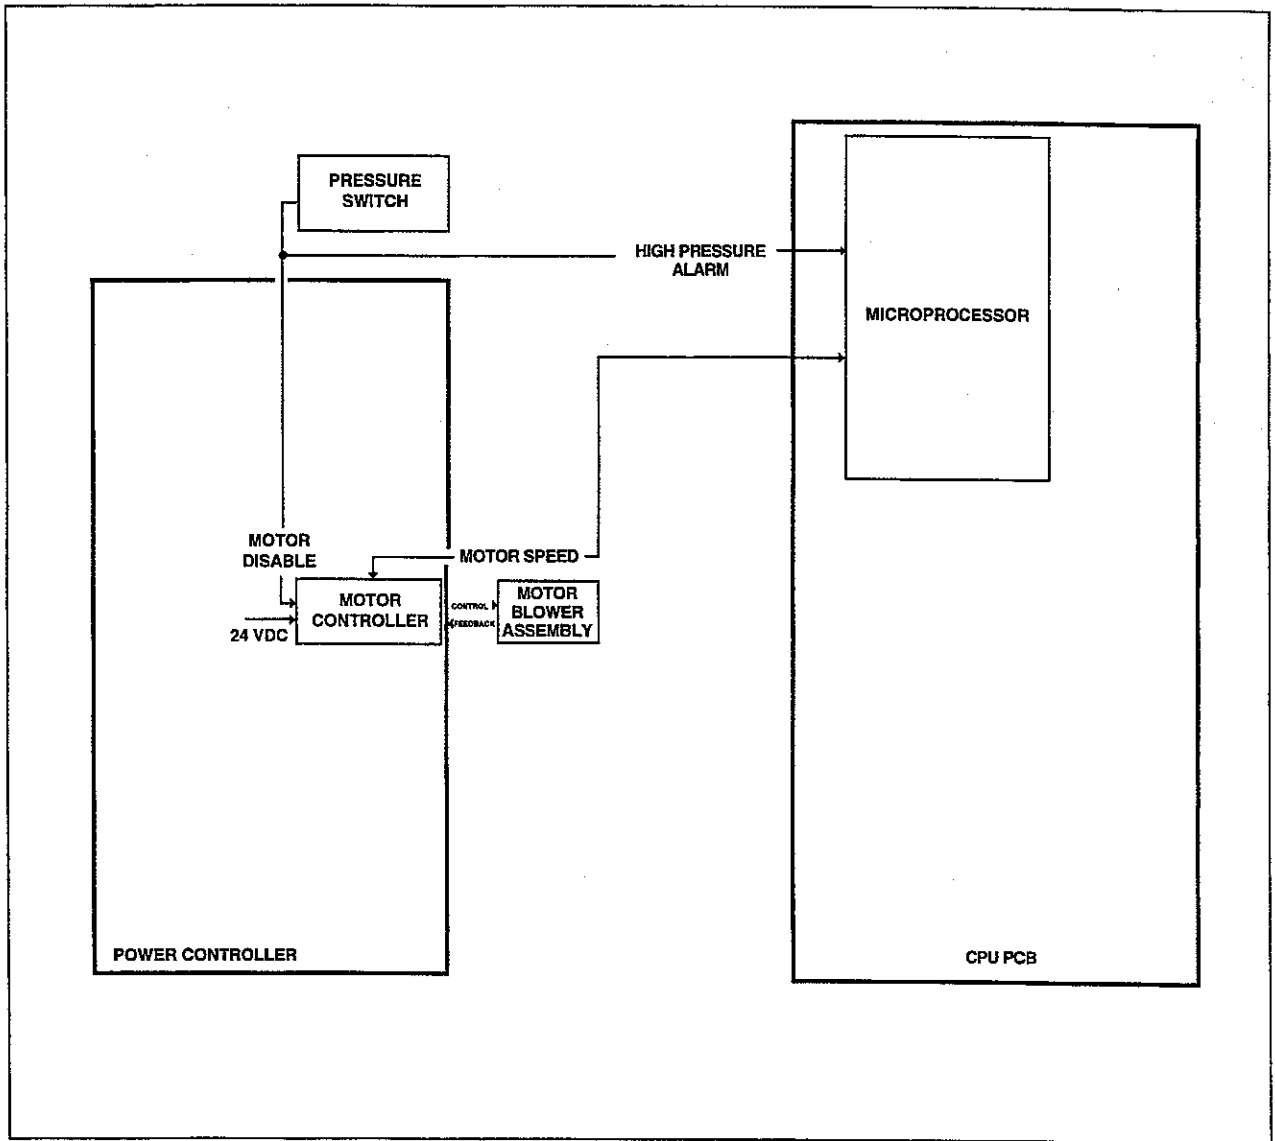 PRESSURE
SWITCH
HIGH PRESSURE
ALARM
MICROPROCESSOR
MOTOR
DISABLE
MOTOR SPEED
MOTOR
CONTROLLER
CONTROL
FEEDBACK
MOTOR
BLOWER
ASSEMBLY
24 VDC
POWER CONTROLLER
CPU PCB